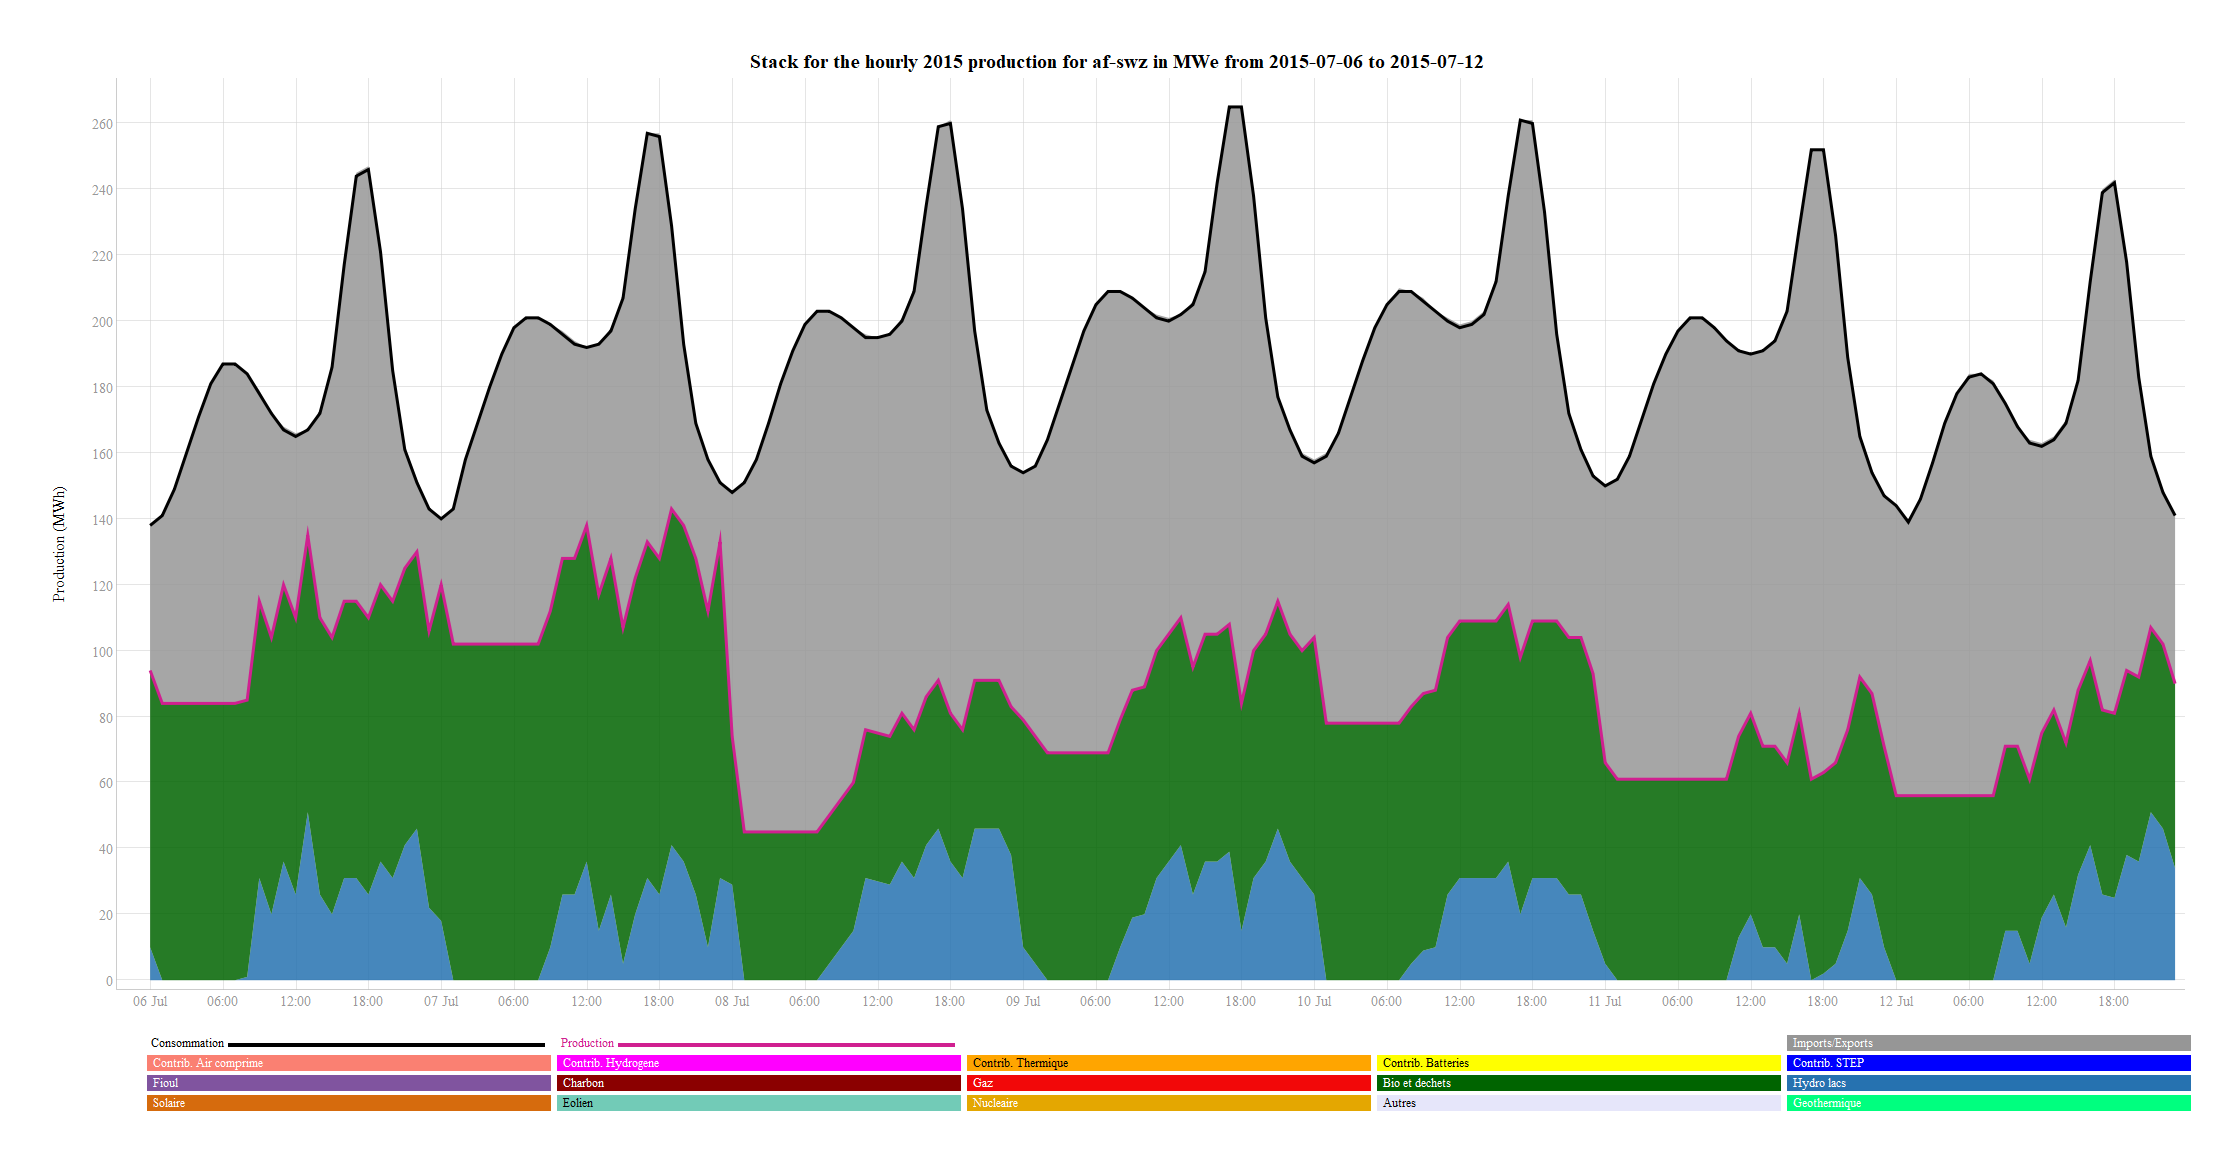 Stack for the hourly 2015 production for af-swz in MWe from 2015-07-06 to 2015-07-12
260
240
220
200
180
160
140
120
100
80
60
40
20
0
Production (MWh)
06 Jul 06:00 12:00 18:00 07 Jul 06:00 12:00 18:00 08 Jul 06:00 12:00 18:00 09 Jul 06:00 12:00 18:00 10 Jul 06:00 12:00 18:00 11 Jul 06:00 12:00 18:00 12 Jul 06:00 12:00 18:00
Consommation Production Imports/Exports
Contrib. Air comprime Contrib. Hydrogene Contrib. Thermique Contrib. Batteries Contrib. STEP
Fioul Charbon Gaz Bio et dechets Hydro lacs
Solaire Eolien Nucleaire Autres Geothermique